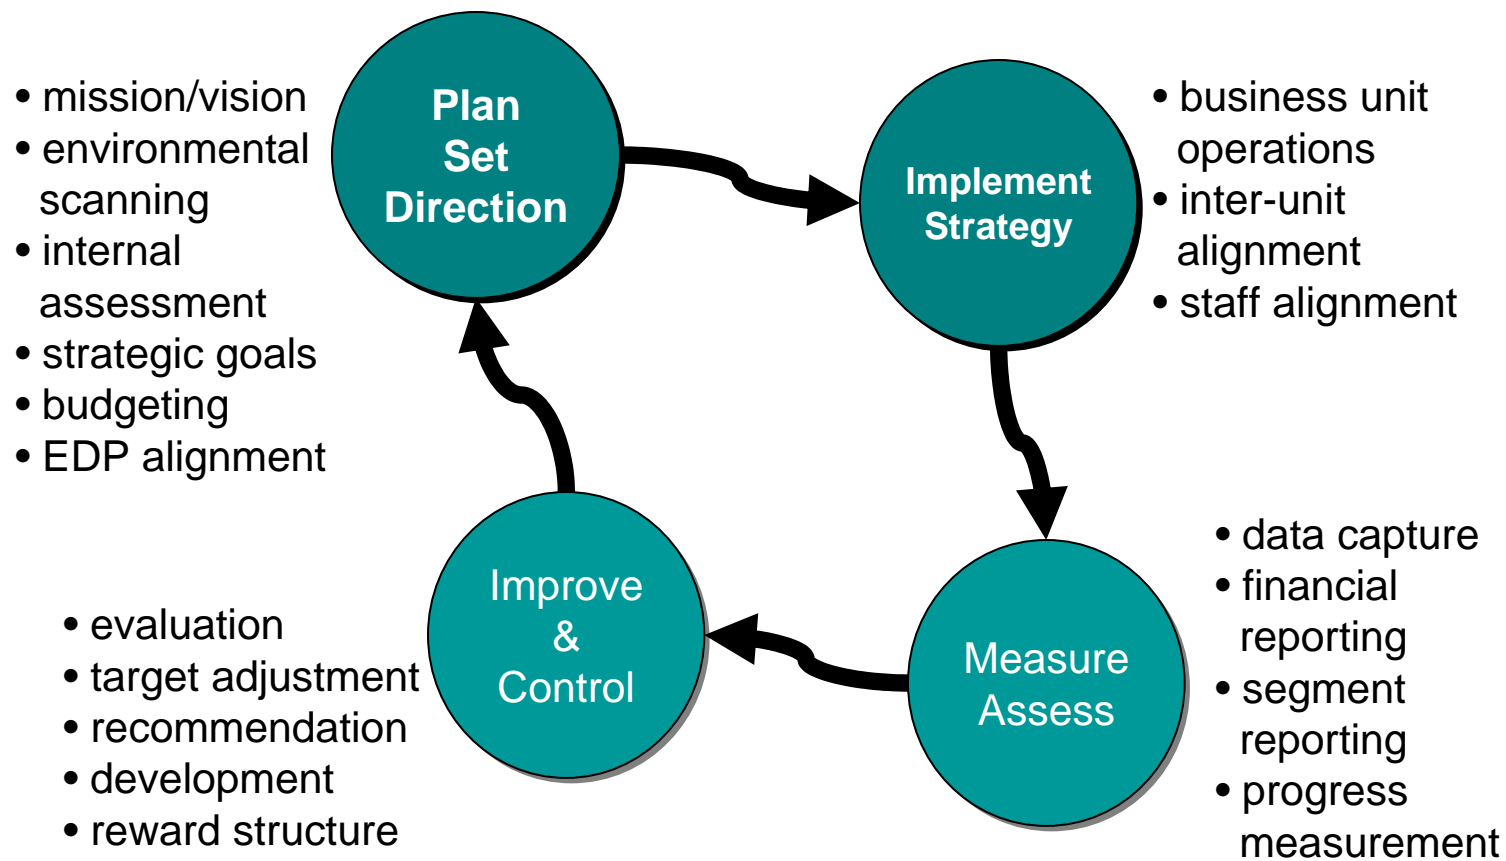 • mission/vision
• environmental
scanning
• internal
assessment
• strategic goals
• budgeting
• EDP alignment
Plan
Set
Direction
Implement
Strategy
• business unit
operations
• inter-unit
alignment
• staff alignment
• evaluation
• target adjustment
• recommendation
• development
• reward structure
Improve
&
Control
Measure
Assess
• data capture
• financial
reporting
• segment
reporting
• progress
measurement